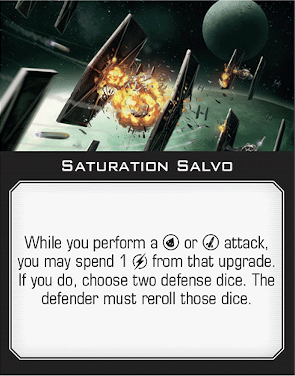 SATURATION SALVO
While you perform a or attack,
you may spend 1 from that upgrade.
If you do, choose two defense dice. The
defender must reroll those dice.